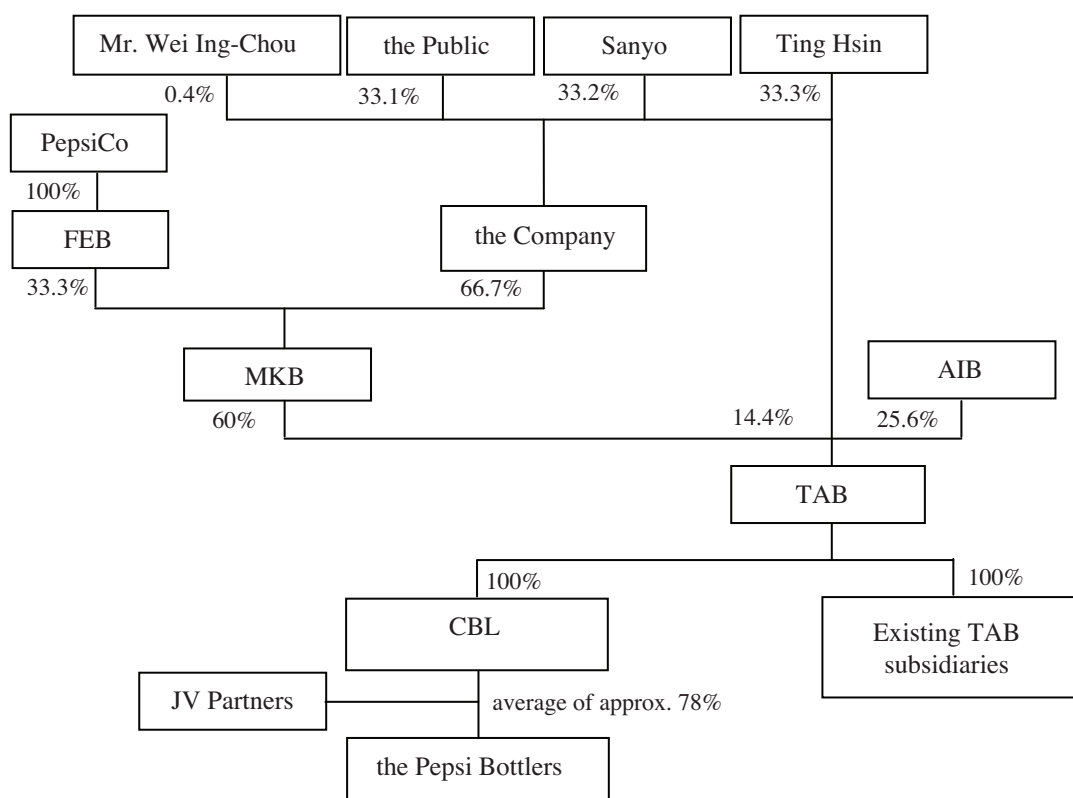 Mr. Wei Ing-Chou
the Public
Sanyo
Ting Hsin
0.4%
33.1%
33.2%
33.3%
PepsiCo
100%
FEB
the Company
33.3%
66.7%
MKB
AIB
60%
14.4%
25.6%
TAB
100%
100%
CBL
Existing TAB
subsidiaries
JV Partners
average of approx. 78%
the Pepsi Bottlers